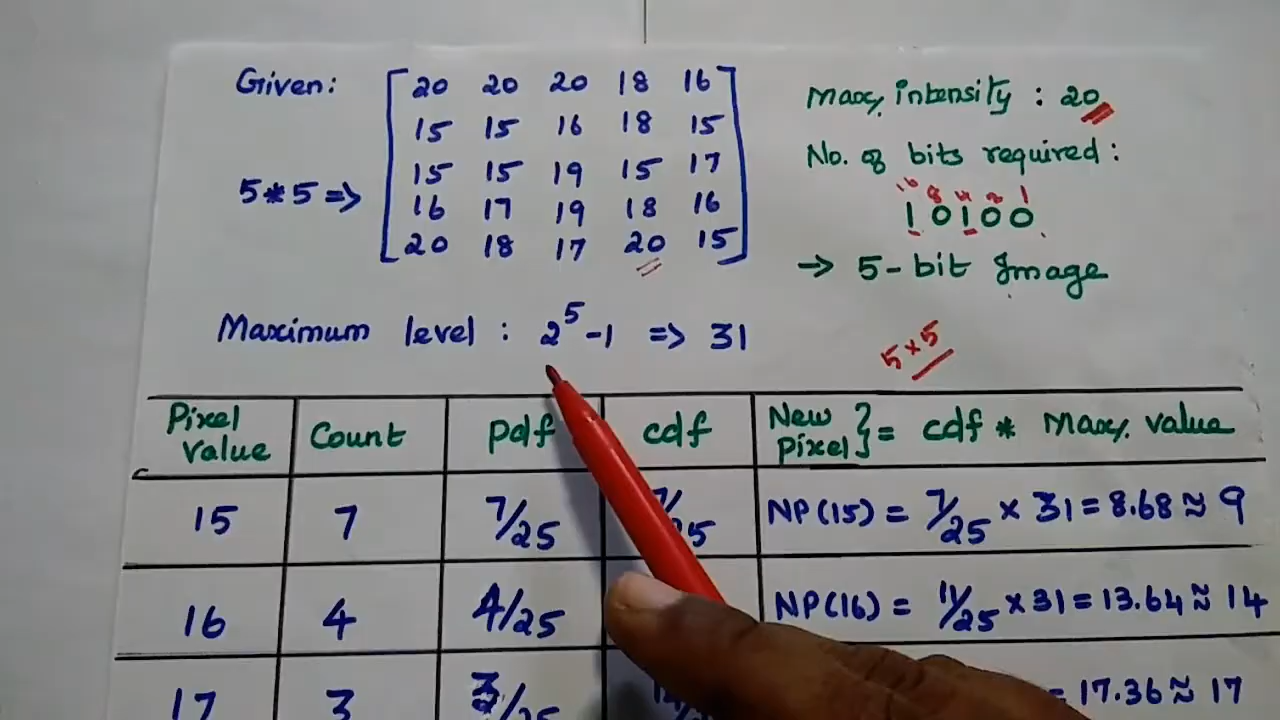 Given:
20 20 20 18 16
15 15 16 18 15
5*5 => 15 15 19 15 17
16 17 19 18 16
20 18 17 20 15
Max. intensity : 20
No. of bits required :
16 8 4 2 1
1 0 1 0 0
→ 5-bit Image
Maximum level : 2^5 - 1 => 31
5×5
Pixel Value Count pdf cdf New Pixel } = cdf * Max. value
15 7 7/25 NP(15) = 7/25 × 31 = 8.68 ≈ 9
16 4 4/25 NP(16) = 11/25 × 31 = 13.64 ≈ 14
17 3 3/25 = 17.36 ≈ 17